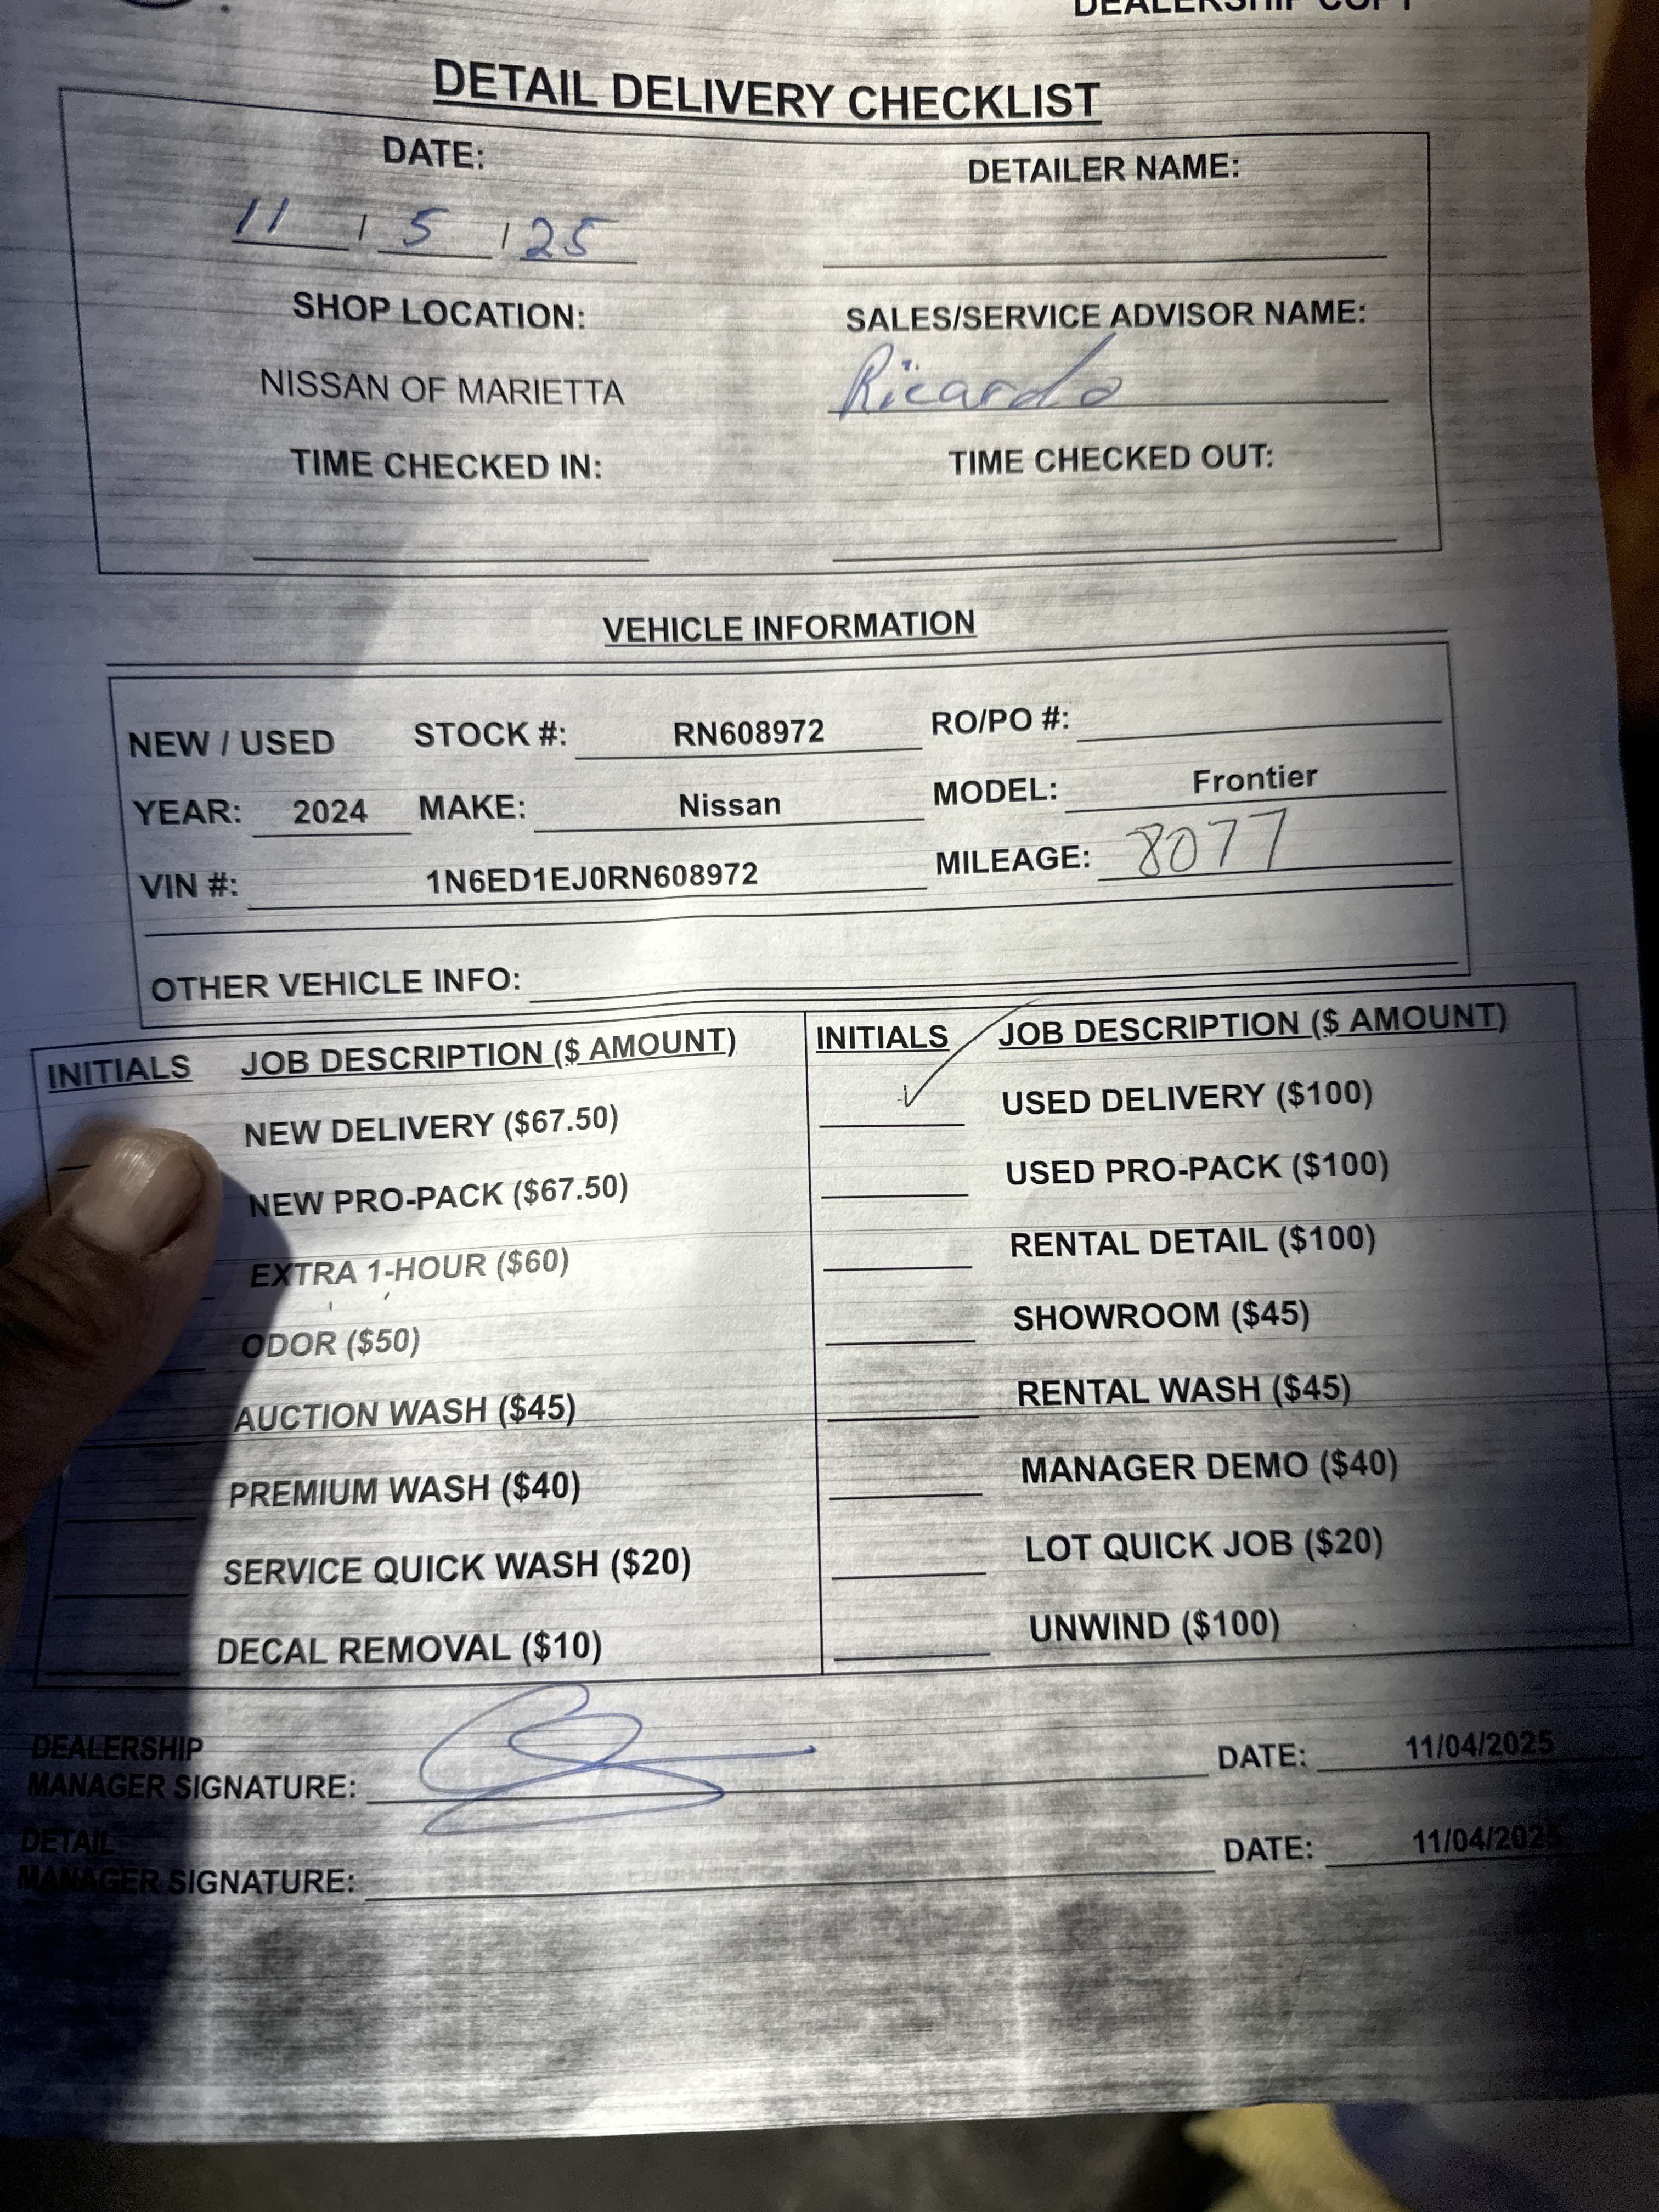 DEALERSHIP COPY
DETAIL DELIVERY CHECKLIST
DATE: DETAILER NAME:
11 / 5 / 25
SHOP LOCATION: SALES/SERVICE ADVISOR NAME:
NISSAN OF MARIETTA Ricardo
TIME CHECKED IN: TIME CHECKED OUT:
VEHICLE INFORMATION
NEW / USED STOCK #: RN608972 RO/PO #:
YEAR: 2024 MAKE: Nissan MODEL: Frontier
VIN #: 1N6ED1EJ0RN608972 MILEAGE: 8077
OTHER VEHICLE INFO:
INITIALS JOB DESCRIPTION ($ AMOUNT) INITIALS JOB DESCRIPTION ($ AMOUNT)
NEW DELIVERY ($67.50) ✓ USED DELIVERY ($100)
NEW PRO-PACK ($67.50) USED PRO-PACK ($100)
EXTRA 1-HOUR ($60) RENTAL DETAIL ($100)
ODOR ($50) SHOWROOM ($45)
AUCTION WASH ($45) RENTAL WASH ($45)
PREMIUM WASH ($40) MANAGER DEMO ($40)
SERVICE QUICK WASH ($20) LOT QUICK JOB ($20)
DECAL REMOVAL ($10) UNWIND ($100)
DEALERSHIP
MANAGER SIGNATURE: DATE: 11/04/2025
DETAIL
MANAGER SIGNATURE: DATE: 11/04/2025